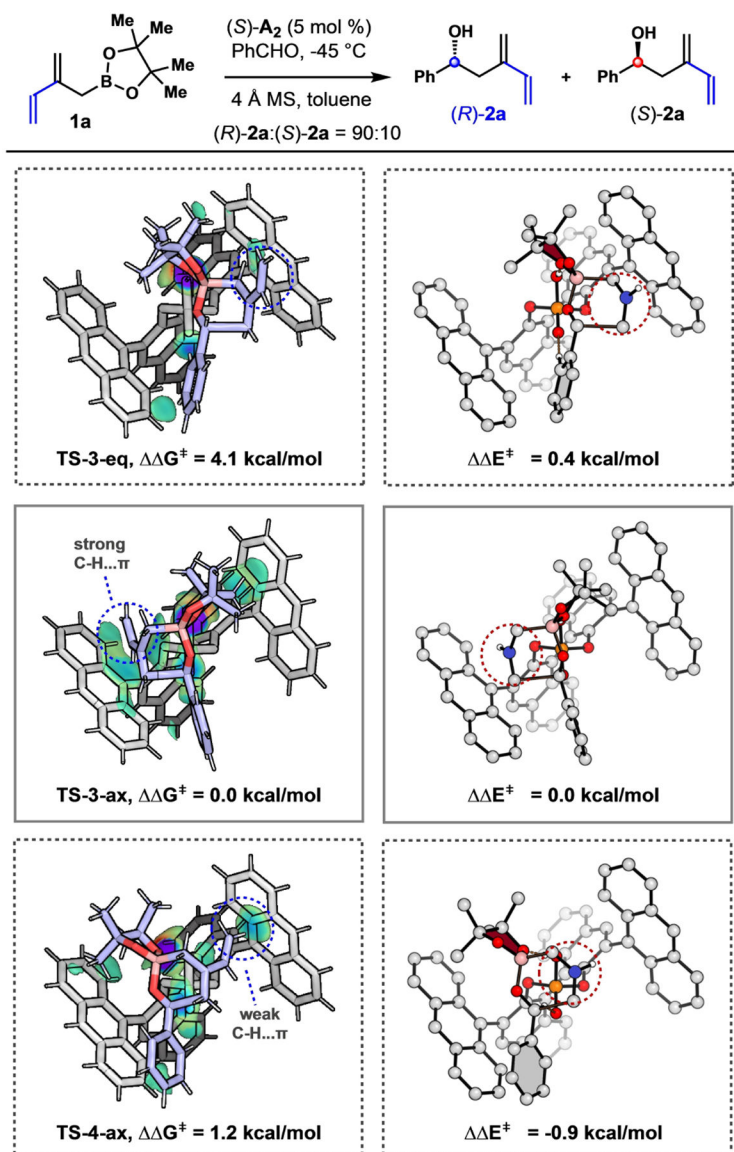 (S)-A₂ (5 mol %)
PhCHO, -45 °C
4 Å MS, toluene
(R)-2a:(S)-2a = 90:10
Me
Me
Me
Me
O
B
O
1a
OH
Ph
(R)-2a
+
OH
Ph
(S)-2a
TS-3-eq, ΔΔG‡ = 4.1 kcal/mol
ΔΔE‡ = 0.4 kcal/mol
strong
C-H...π
TS-3-ax, ΔΔG‡ = 0.0 kcal/mol
ΔΔE‡ = 0.0 kcal/mol
weak
C-H...π
TS-4-ax, ΔΔG‡ = 1.2 kcal/mol
ΔΔE‡ = -0.9 kcal/mol